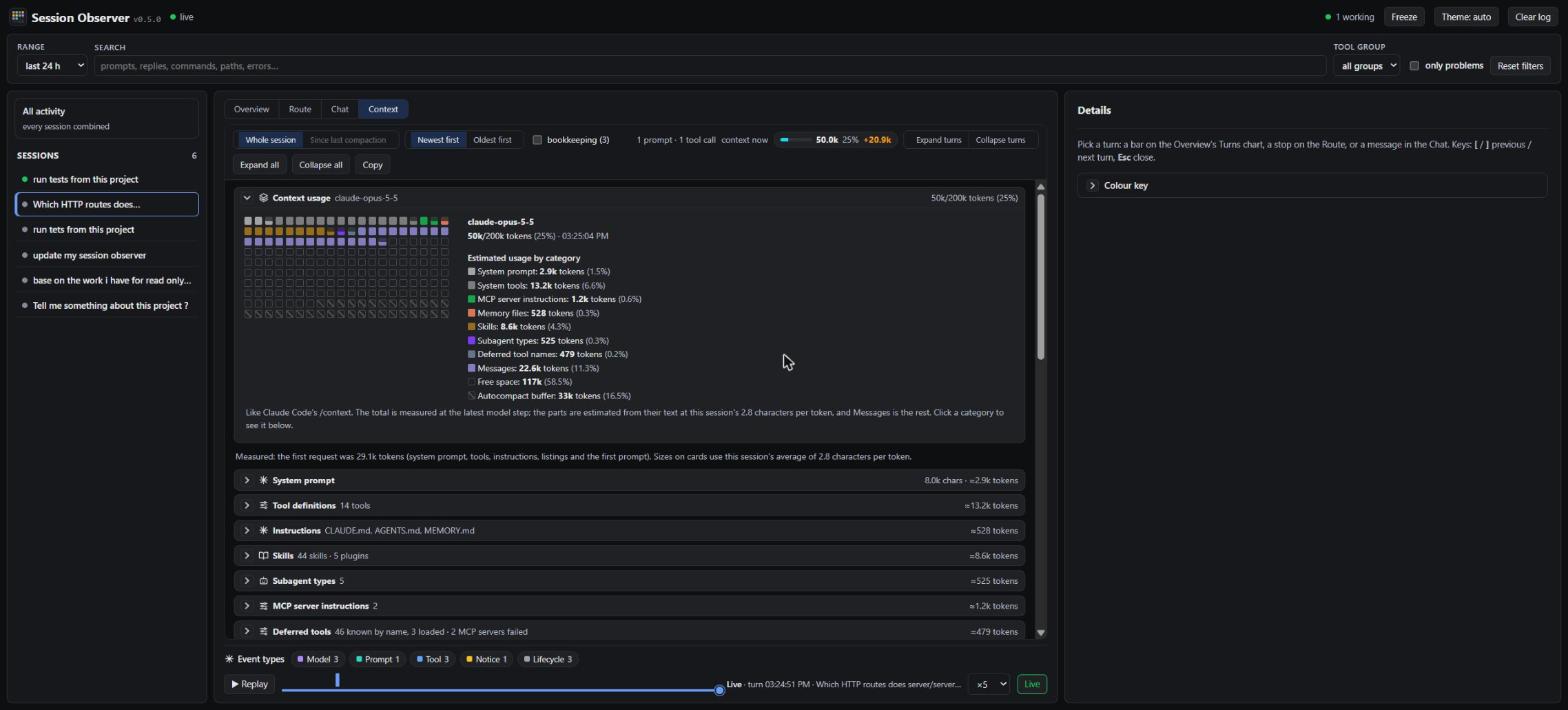 Session Observer v0.5.0 live
1 working Freeze Theme: auto Clear log
RANGE SEARCH TOOL GROUP
last 24 h prompts, replies, commands, paths, errors... all groups only problems Reset filters
All activity
every session combined
SESSIONS 6
run tests from this project
Which HTTP routes does...
run tets from this project
update my session observer
base on the work i have for read only...
Tell me something about this project ?
Overview Route Chat Context
Whole session Since last compaction Newest first Oldest first bookkeeping (3) 1 prompt · 1 tool call context now 50.0k 25% +20.9k Expand turns Collapse turns
Expand all Collapse all Copy
Context usage claude-opus-5-5 50k/200k tokens (25%)
claude-opus-5-5
50k/200k tokens (25%) · 03:25:04 PM
Estimated usage by category
System prompt: 2.9k tokens (1.5%)
System tools: 13.2k tokens (6.6%)
MCP server instructions: 1.2k tokens (0.6%)
Memory files: 528 tokens (0.3%)
Skills: 8.6k tokens (4.3%)
Subagent types: 525 tokens (0.3%)
Deferred tool names: 479 tokens (0.2%)
Messages: 22.6k tokens (11.3%)
Free space: 117k (58.5%)
Autocompact buffer: 33k tokens (16.5%)
Like Claude Code's /context. The total is measured at the latest model step; the parts are estimated from their text at this session's 2.8 characters per token, and Messages is the rest. Click a category to
see it below.
Measured: the first request was 29.1k tokens (system prompt, tools, instructions, listings and the first prompt). Sizes on cards use this session's average of 2.8 characters per token.
System prompt 8.0k chars · ≈2.9k tokens
Tool definitions 14 tools ≈13.2k tokens
Instructions CLAUDE.md, AGENTS.md, MEMORY.md ≈528 tokens
Skills 44 skills · 5 plugins ≈8.6k tokens
Subagent types 5 ≈525 tokens
MCP server instructions 2 ≈1.2k tokens
Deferred tools 46 known by name, 3 loaded · 2 MCP servers failed ≈479 tokens
Event types Model 3 Prompt 1 Tool 3 Notice 1 Lifecycle 3
Replay Live · turn 03:24:51 PM · Which HTTP routes does server/server... ×5 Live
Details
Pick a turn: a bar on the Overview's Turns chart, a stop on the Route, or a message in the Chat. Keys: [ / ] previous /
next turn, Esc close.
Colour key